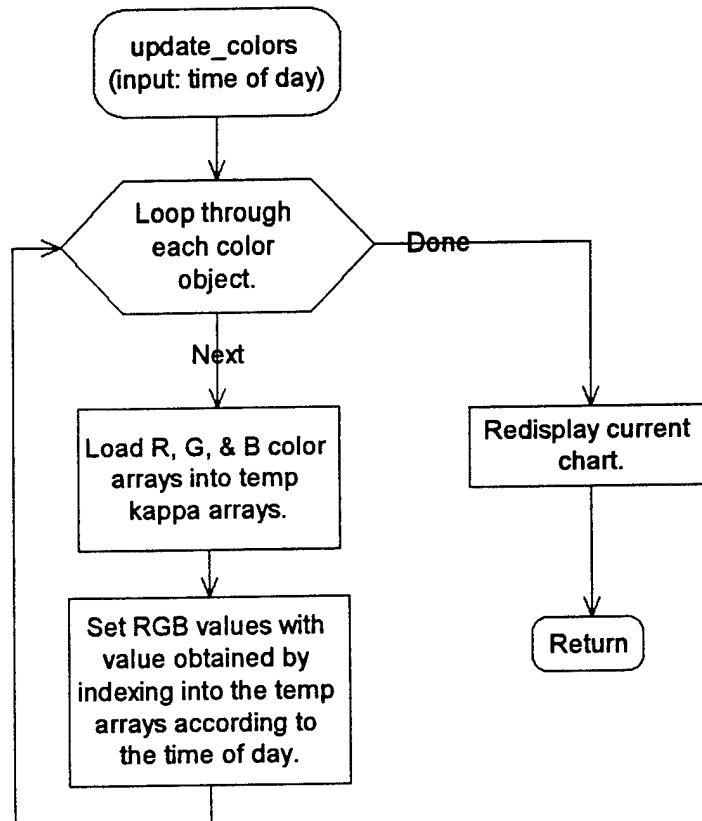 update_colors
(input: time of day)
Loop through
each color
object.
Done
Next
Load R, G, & B color
arrays into temp
kappa arrays.
Redisplay current
chart.
Set RGB values with
value obtained by
indexing into the temp
arrays according to
the time of day.
Return